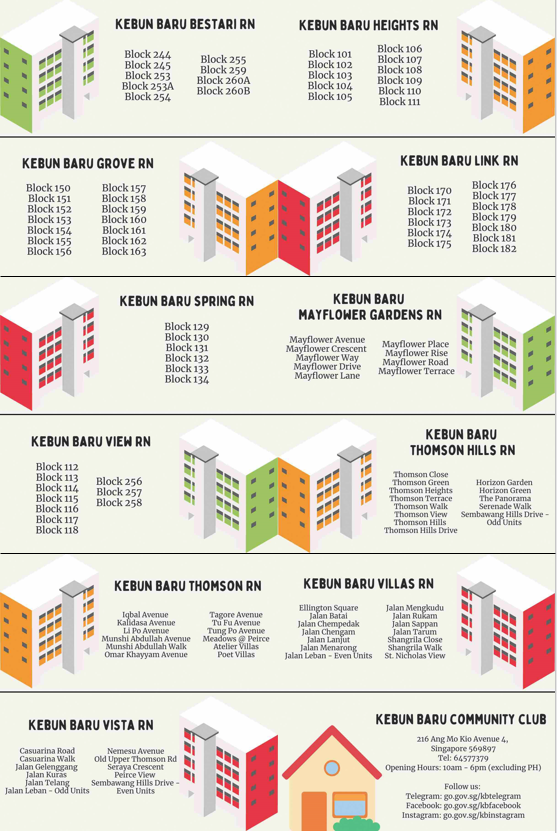 KEBUN BARU BESTARI RN
Block 244
Block 245
Block 253
Block 253A
Block 254
Block 255
Block 259
Block 260A
Block 260B
KEBUN BARU HEIGHTS RN
Block 101
Block 102
Block 103
Block 104
Block 105
Block 106
Block 107
Block 108
Block 109
Block 110
Block 111
KEBUN BARU GROVE RN
Block 150
Block 151
Block 152
Block 153
Block 154
Block 155
Block 156
Block 157
Block 158
Block 159
Block 160
Block 161
Block 162
Block 163
KEBUN BARU LINK RN
Block 170
Block 171
Block 172
Block 173
Block 174
Block 175
Block 176
Block 177
Block 178
Block 179
Block 180
Block 181
Block 182
KEBUN BARU SPRING RN
Block 129
Block 130
Block 131
Block 132
Block 133
Block 134
KEBUN BARU
MAYFLOWER GARDENS RN
Mayflower Avenue
Mayflower Crescent
Mayflower Way
Mayflower Drive
Mayflower Lane
Mayflower Place
Mayflower Rise
Mayflower Road
Mayflower Terrace
KEBUN BARU VIEW RN
Block 112
Block 113
Block 114
Block 115
Block 116
Block 117
Block 118
Block 256
Block 257
Block 258
KEBUN BARU
THOMSON HILLS RN
Thomson Close
Thomson Green
Thomson Heights
Thomson Terrace
Thomson Walk
Thomson View
Thomson Hills
Thomson Hills Drive
Horizon Garden
Horizon Green
The Panorama
Serenade Walk
Sembawang Hills Drive -
Odd Units
KEBUN BARU THOMSON RN
Iqbal Avenue
Kalidasa Avenue
Li Po Avenue
Munshi Abdullah Avenue
Munshi Abdullah Walk
Omar Khayyam Avenue
Tagore Avenue
Tu Fu Avenue
Tung Po Avenue
Meadows @ Peirce
Atelier Villas
Poet Villas
KEBUN BARU VILLAS RN
Ellington Square
Jalan Batai
Jalan Chempedak
Jalan Chengam
Jalan Lanjut
Jalan Menarong
Jalan Leban - Even Units
Jalan Mengkudu
Jalan Rukam
Jalan Sappan
Jalan Tarum
Shangrila Close
Shangrila Walk
St. Nicholas View
KEBUN BARU VISTA RN
Casuarina Road
Casuarina Walk
Jalan Gelenggang
Jalan Kuras
Jalan Telang
Jalan Leban - Odd Units
Nemesu Avenue
Old Upper Thomson Rd
Seraya Crescent
Peirce View
Sembawang Hills Drive -
Even Units
KEBUN BARU COMMUNITY CLUB
216 Ang Mo Kio Avenue 4,
Singapore 569897
Tel: 64577379
Opening Hours: 10am - 6pm (excluding PH)
Follow us:
Telegram: go.gov.sg/kbtelegram
Facebook: go.gov.sg/kbfacebook
Instagram: go.gov.sg/kbinstagram